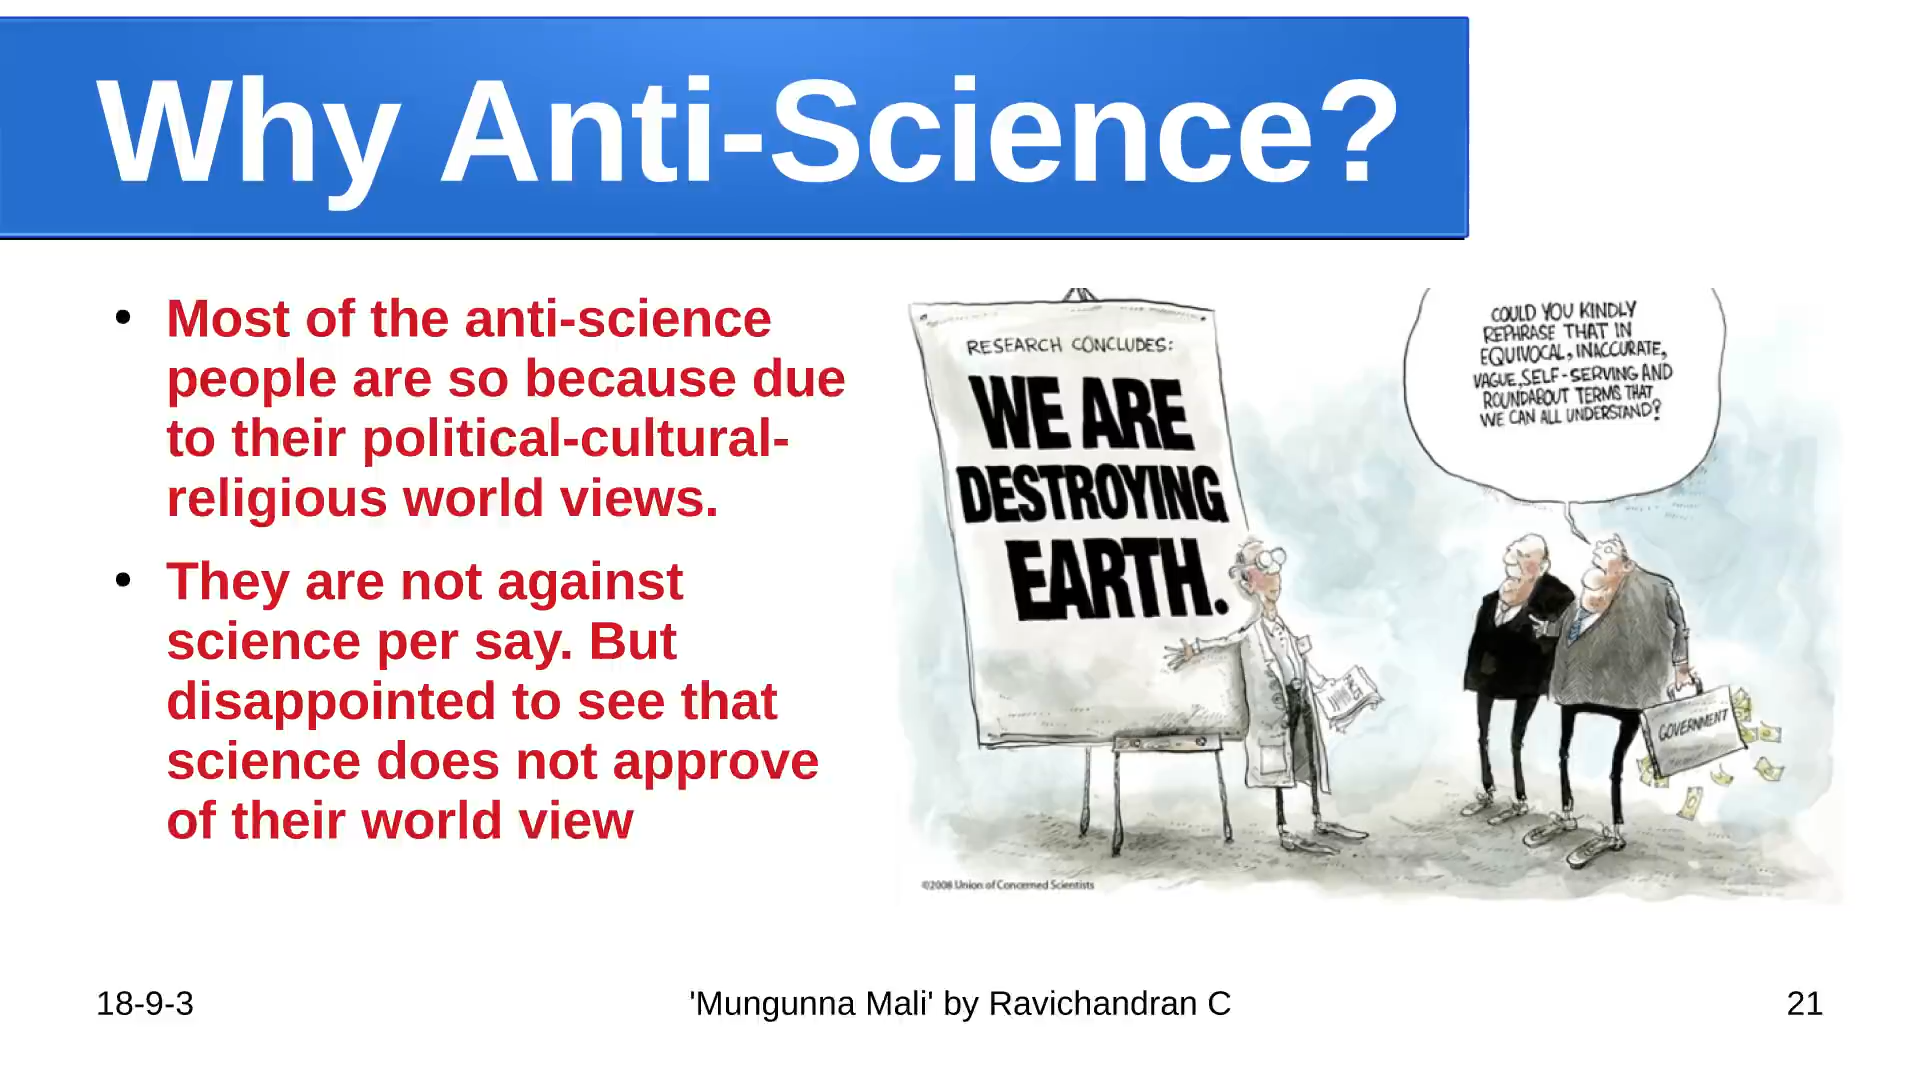 Why Anti-Science?
• Most of the anti-science
people are so because due
to their political-cultural-
religious world views.
• They are not against
science per say. But
disappointed to see that
science does not approve
of their world view
RESEARCH CONCLUDES:
WE ARE
DESTROYING
EARTH.
COULD YOU KINDLY
REPHRASE THAT IN
EQUIVOCAL, INACCURATE,
VAGUE, SELF-SERVING AND
ROUNDABOUT TERMS THAT
WE CAN ALL UNDERSTAND?
FACTS
GOVERNMENT
©2008 Union of Concerned Scientists
18-9-3
'Mungunna Mali' by Ravichandran C
21